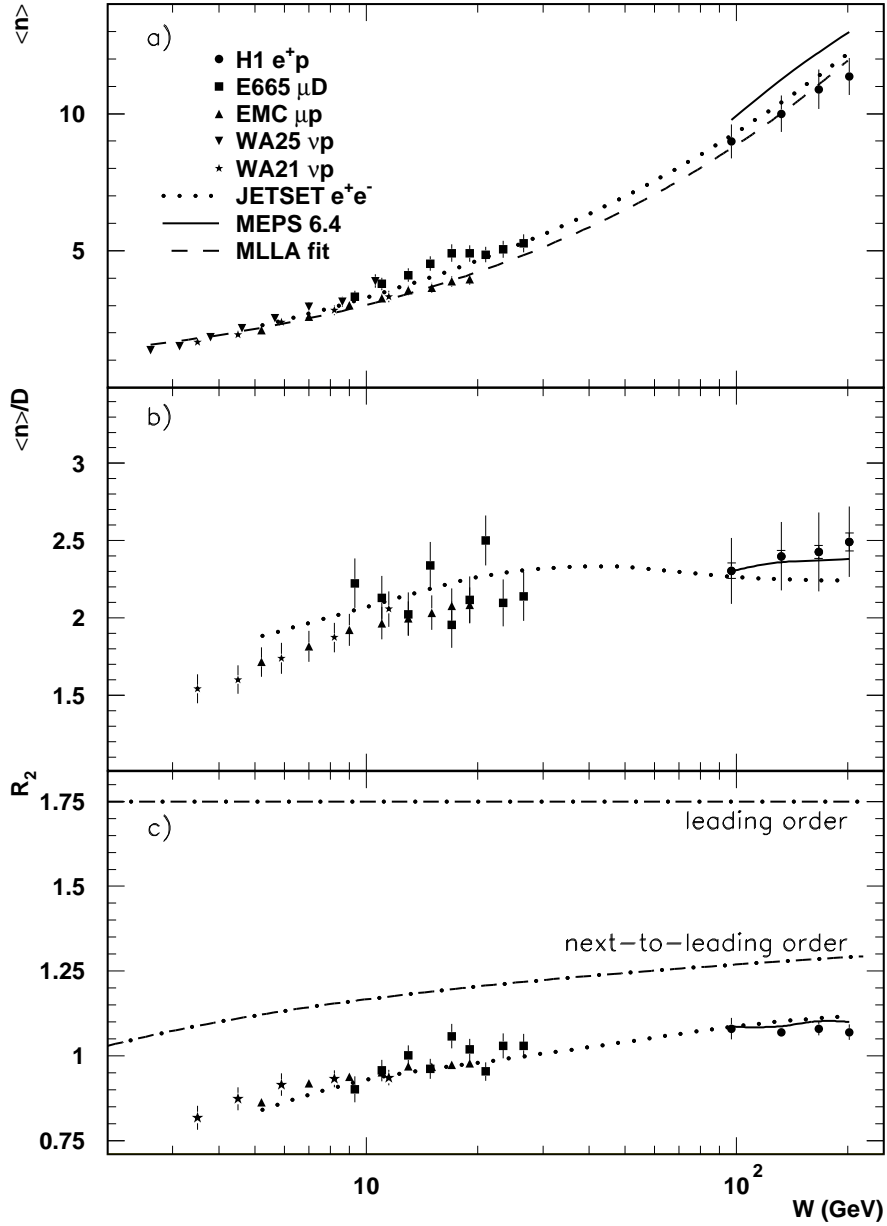 <n>
a)
H1 e⁺p
E665 μD
EMC μp
WA25 νp
WA21 νp
JETSET e⁺e⁻
MEPS 6.4
MLLA fit
10
5
<n>/D
b)
3
2.5
2
1.5
1
R₂
1.75
leading order
c)
1.5
next-to-leading order
1.25
1
0.75
10
10²
W (GeV)